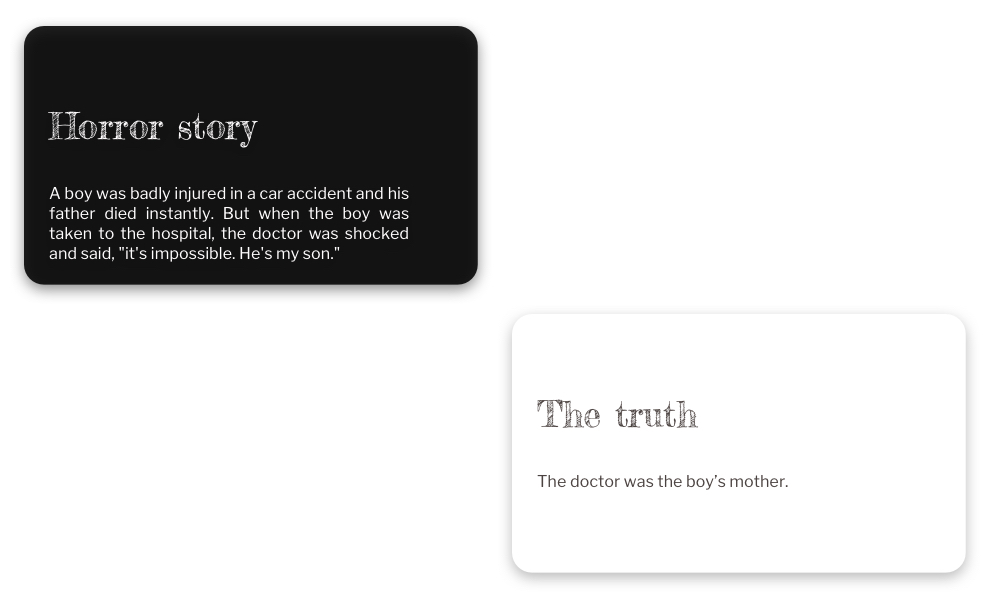 Horror story
A boy was badly injured in a car accident and his
father died instantly. But when the boy was
taken to the hospital, the doctor was shocked
and said, "it's impossible. He's my son."
The truth
The doctor was the boy’s mother.